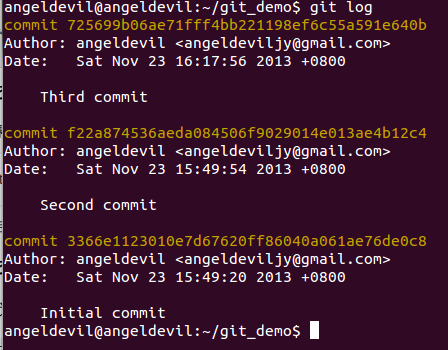 angeldevil@angeldevil:~/git_demo$ git log
commit 725699b06ae71fff4bb221198ef6c55a591e640b
Author: angeldevil <angeldeviljy@gmail.com>
Date:   Sat Nov 23 16:17:56 2013 +0800
    Third commit
commit f22a874536aeda084506f9029014e013ae4b12c4
Author: angeldevil <angeldeviljy@gmail.com>
Date:   Sat Nov 23 15:49:54 2013 +0800
    Second commit
commit 3366e1123010e7d67620ff86040a061ae76de0c8
Author: angeldevil <angeldeviljy@gmail.com>
Date:   Sat Nov 23 15:49:20 2013 +0800
    Initial commit
angeldevil@angeldevil:~/git_demo$